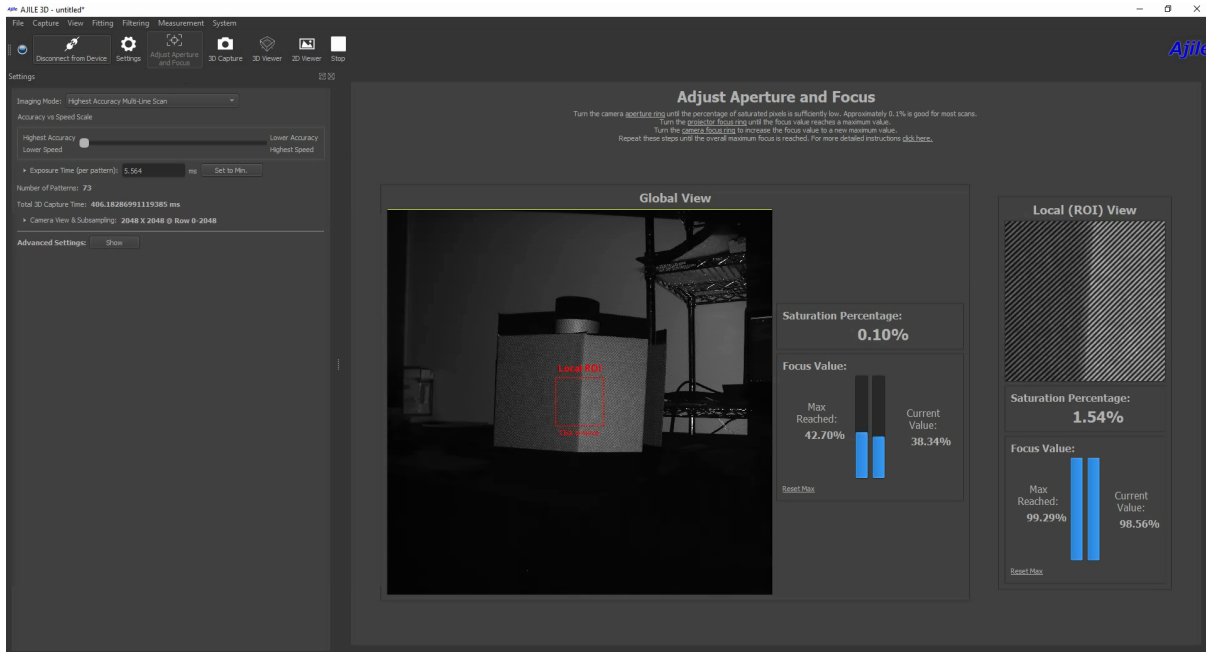 AJILE 3D - untitled*
File Capture View Fitting Filtering Measurement System
Disconnect from Device Settings Adjust Aperture and Focus 3D Capture 3D Viewer 2D Viewer Stop
Ajile
Settings
Imaging Mode: Highest Accuracy Multi-Line Scan
Accuracy vs Speed Scale
Highest Accuracy Lower Accuracy
Lower Speed Highest Speed
Exposure Time (per pattern): 5.564 ms Set to Min.
Number of Patterns: 73
Total 3D Capture Time: 406.18286991119385 ms
Camera View & Subsampling: 2048 X 2048 @ Row 0-2048
Advanced Settings: Show
Adjust Aperture and Focus
Turn the camera aperture ring until the percentage of saturated pixels is sufficiently low. Approximately 0.1% is good for most scans.
Turn the projector focus ring until the focus value reaches a maximum value.
Turn the camera focus ring to increase the focus value to a new maximum value.
Repeat these steps until the overall maximum focus is reached. For more detailed instructions click here.
Global View
Local ROI
Saturation Percentage:
0.10%
Focus Value:
Max
Reached:
42.70%
Current
Value:
38.34%
Reset Max
Local (ROI) View
Saturation Percentage:
1.54%
Focus Value:
Max
Reached:
99.29%
Current
Value:
98.56%
Reset Max